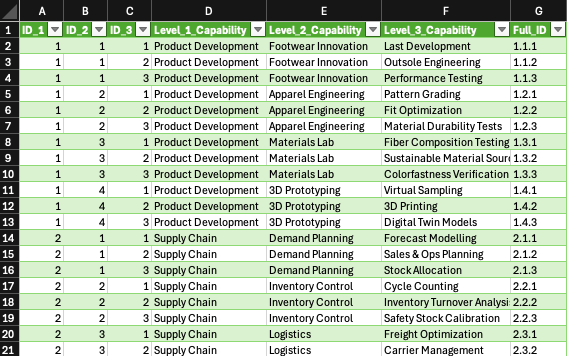 A B C D E F G
1 ID_1 ID_2 ID_3 Level_1_Capability Level_2_Capability Level_3_Capability Full_ID
2 1 1 1 Product Development Footwear Innovation Last Development 1.1.1
3 1 1 2 Product Development Footwear Innovation Outsole Engineering 1.1.2
4 1 1 3 Product Development Footwear Innovation Performance Testing 1.1.3
5 1 2 1 Product Development Apparel Engineering Pattern Grading 1.2.1
6 1 2 2 Product Development Apparel Engineering Fit Optimization 1.2.2
7 1 2 3 Product Development Apparel Engineering Material Durability Tests 1.2.3
8 1 3 1 Product Development Materials Lab Fiber Composition Testing 1.3.1
9 1 3 2 Product Development Materials Lab Sustainable Material Sour 1.3.2
10 1 3 3 Product Development Materials Lab Colorfastness Verification 1.3.3
11 1 4 1 Product Development 3D Prototyping Virtual Sampling 1.4.1
12 1 4 2 Product Development 3D Prototyping 3D Printing 1.4.2
13 1 4 3 Product Development 3D Prototyping Digital Twin Models 1.4.3
14 2 1 1 Supply Chain Demand Planning Forecast Modelling 2.1.1
15 2 1 2 Supply Chain Demand Planning Sales & Ops Planning 2.1.2
16 2 1 3 Supply Chain Demand Planning Stock Allocation 2.1.3
17 2 2 1 Supply Chain Inventory Control Cycle Counting 2.2.1
18 2 2 2 Supply Chain Inventory Control Inventory Turnover Analysi 2.2.2
19 2 2 3 Supply Chain Inventory Control Safety Stock Calibration 2.2.3
20 2 3 1 Supply Chain Logistics Freight Optimization 2.3.1
21 2 3 2 Supply Chain Logistics Carrier Management 2.3.2